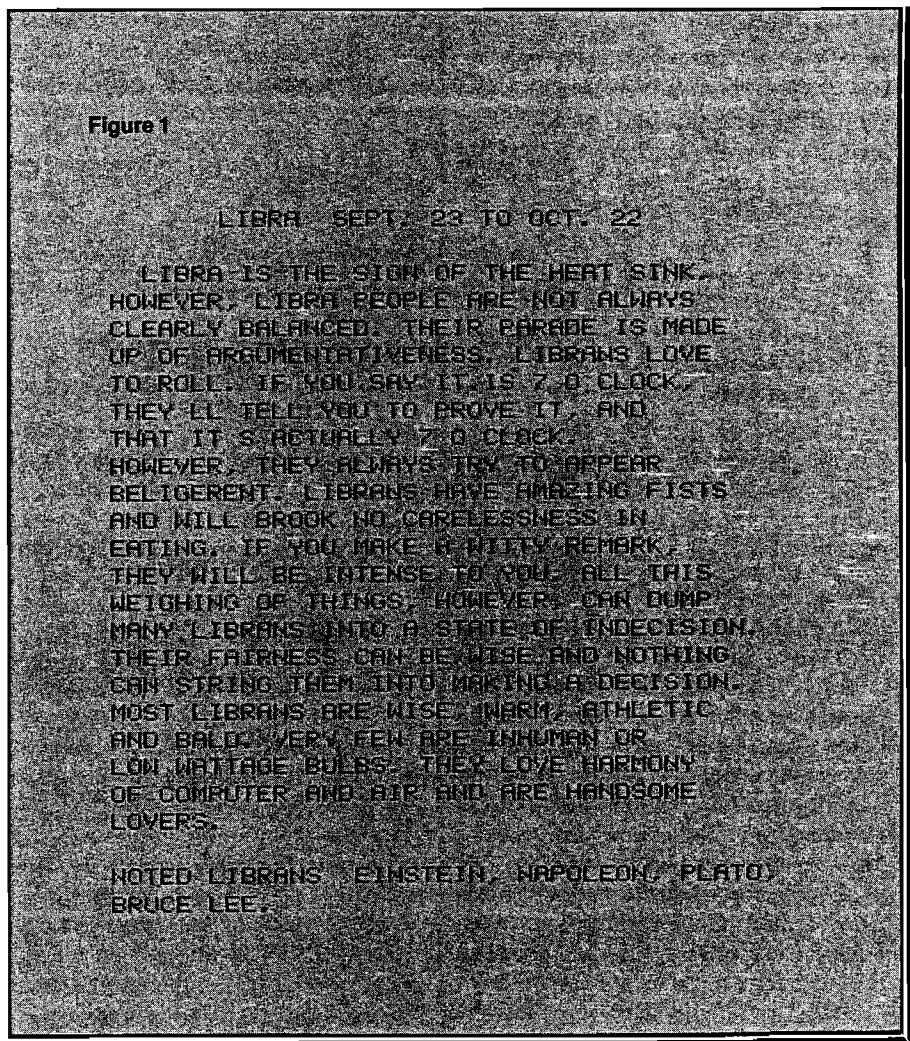 Figure 1
LIBRA SEPT. 23 TO OCT. 22
LIBRA IS THE SIGN OF THE HEAT SINK.
HOWEVER, LIBRA PEOPLE ARE NOT ALWAYS
CLEARLY BALANCED. THEIR PARADE IS MADE
UP OF ARGUMENTATIVENESS. LIBRANS LOVE
TO ROLL. IF YOU SAY IT IS 7 O CLOCK,
THEY LL TELL YOU TO PROVE IT, AND
THAT IT S ACTUALLY 7 O CLOCK.
HOWEVER, THEY ALWAYS TRY TO APPEAR
BELIGERENT. LIBRANS HAVE AMAZING FISTS
AND WILL BROOK NO CARELESSNESS IN
EATING. IF YOU MAKE A WITTY REMARK,
THEY WILL BE INTENSE TO YOU. ALL THIS
WEIGHING OF THINGS, HOWEVER, CAN DUMP
MANY LIBRANS INTO A STATE OF INDECISION.
THEIR FAIRNESS CAN BE WISE AND NOTHING
CAN STRING THEM INTO MAKING A DECISION.
MOST LIBRANS ARE WISE, WARM, ATHLETIC
AND BALD. VERY FEW ARE INHUMAN OR
LOW WATTAGE BULBS. THEY LOVE HARMONY
OF COMPUTER AND AIR AND ARE HANDSOME
LOVERS.
NOTED LIBRANS EINSTEIN, NAPOLEON, PLATO,
BRUCE LEE.